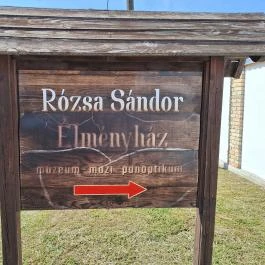 Rózsa Sándor
Élményház
múzeum - mozi - panoptikum